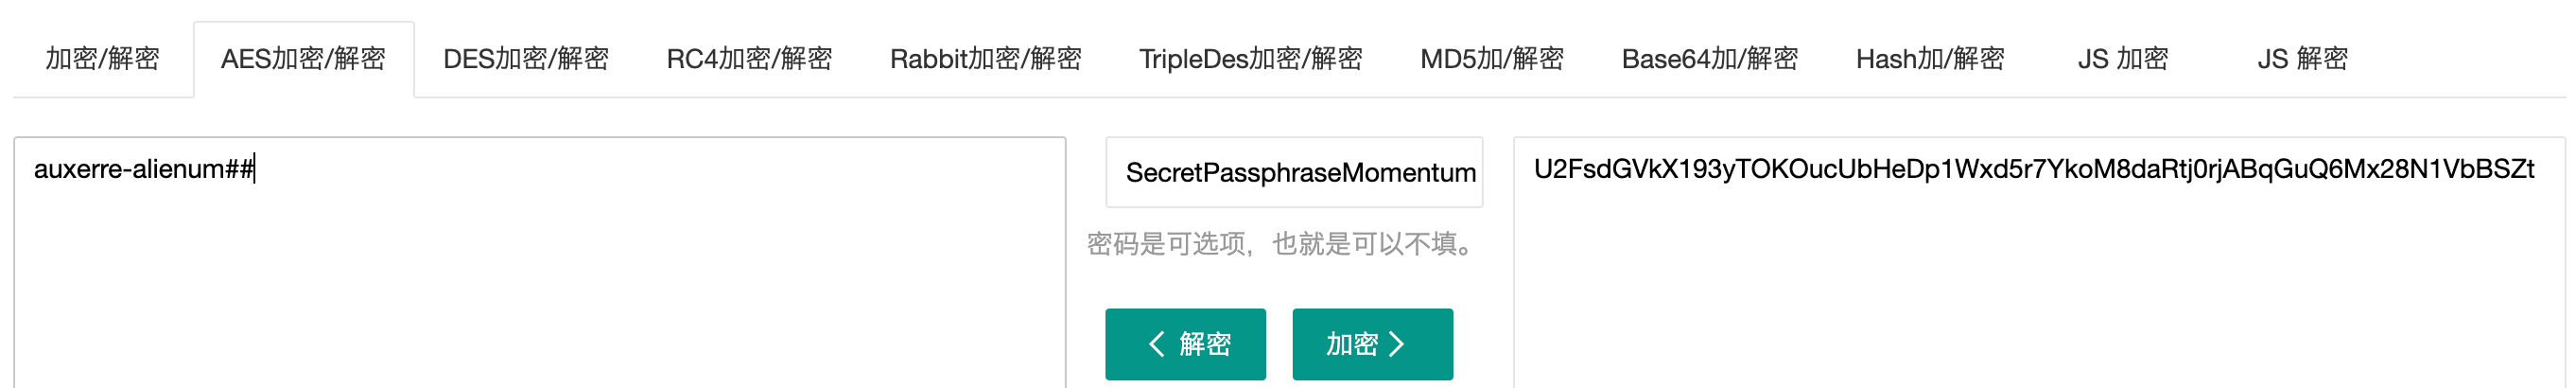 加密/解密 AES加密/解密 DES加密/解密 RC4加密/解密 Rabbit加密/解密 TripleDes加密/解密 MD5加/解密 Base64加/解密 Hash加/解密 JS 加密 JS 解密
auxerre-alienum##
SecretPassphraseMomentum
密码是可选项，也就是可以不填。
解密 加密
U2FsdGVkX193yTOKOucUbHeDp1Wxd5r7YkoM8daRtj0rjABqGuQ6Mx28N1VbBSZt